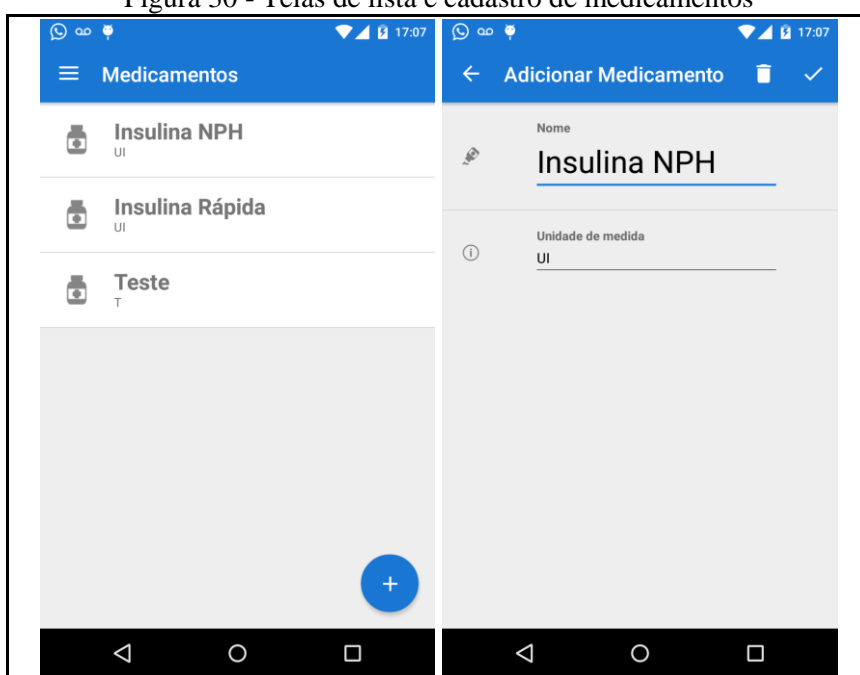 Figura 30 - Telas de lista e cadastro de medicamentos
17:07
Medicamentos
Insulina NPH
UI
Insulina Rápida
UI
Teste
T
+
17:07
Adicionar Medicamento
Nome
Insulina NPH
Unidade de medida
UI